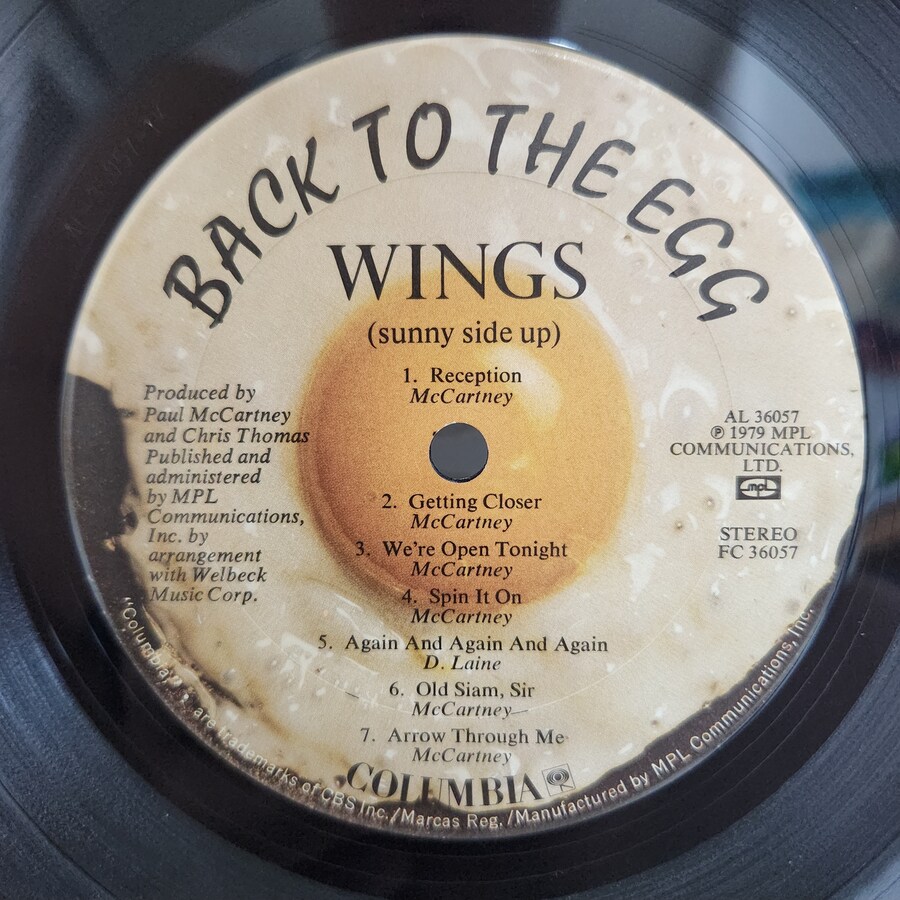 BACK TO THE EGG
WINGS
(sunny side up)
1. Reception
McCartney
Produced by
Paul McCartney
and Chris Thomas
Published and
administered
by MPL
Communications,
Inc. by
arrangement
with Welbeck
Music Corp.
AL 36057
℗ 1979 MPL
COMMUNICATIONS,
LTD.
mpl
STEREO
FC 36057
2. Getting Closer
McCartney
3. We're Open Tonight
McCartney
4. Spin It On
McCartney
5. Again And Again And Again
D. Laine
6. Old Siam, Sir
McCartney
7. Arrow Through Me
McCartney
COLUMBIA
"Columbia", are trademarks of CBS Inc./Marcas Reg./Manufactured by MPL Communications, Inc.